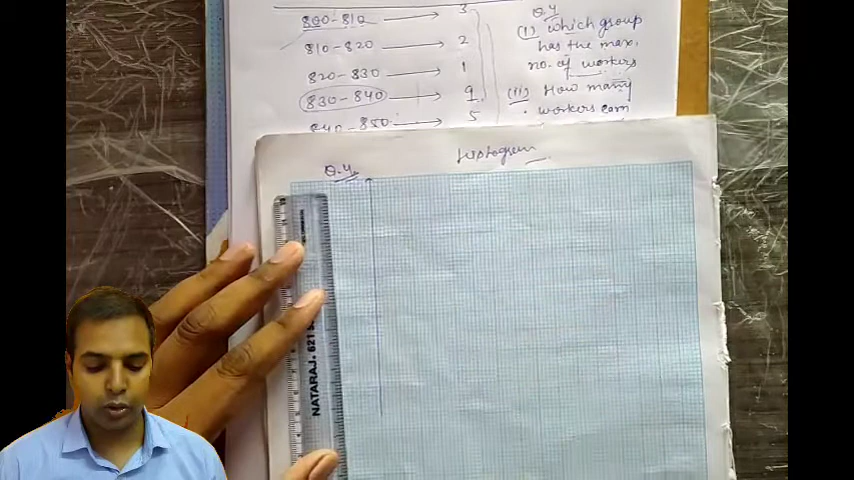 800-810 → 3
810-820 → 2
820-830 → 1
830-840 → 9
840-850 → 5
Q.4
(i) which group
has the max.
no. of workers
(ii) How many
workers earn
Histogram
Q.4
NATARAJ. 621